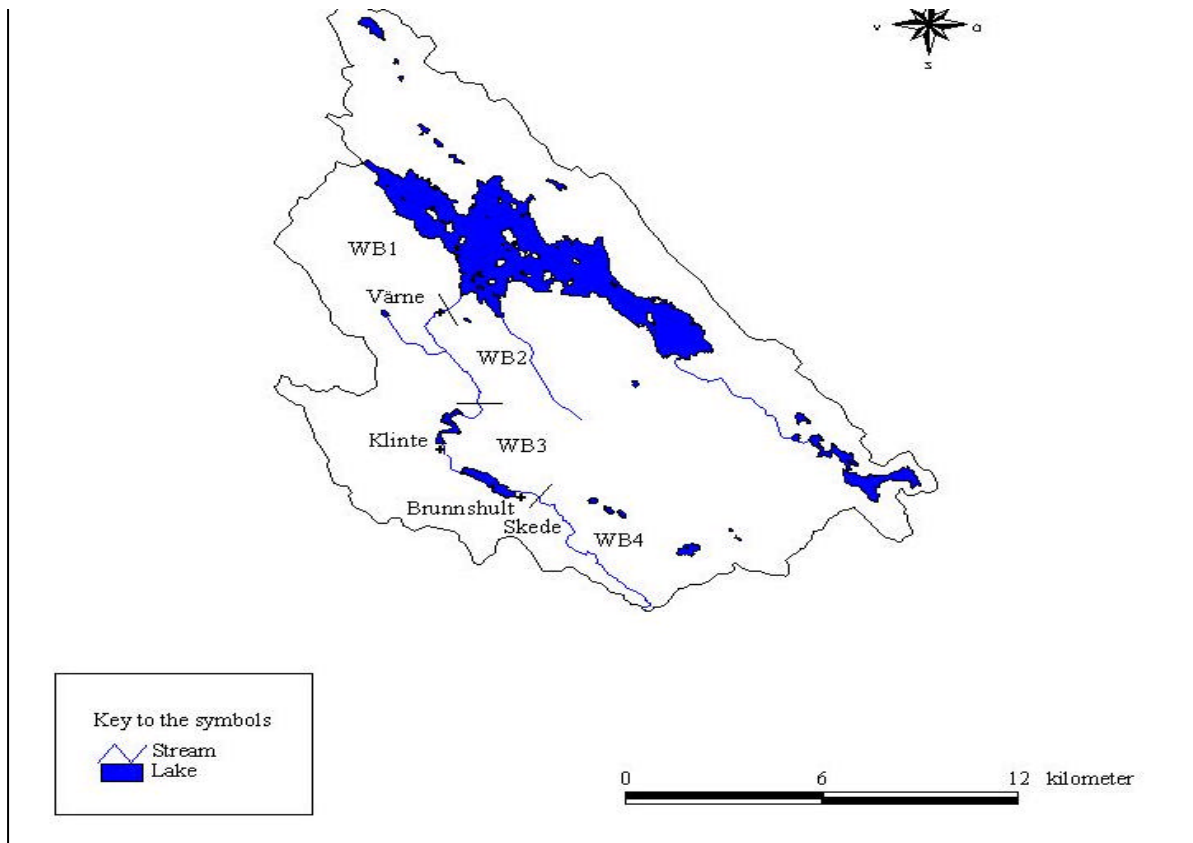 v
Ö
s
WB1
Värne
WB2
Klinte
WB3
Brunnshult
Skede
WB4
Key to the symbols
Stream
Lake
0 6 12 kilometer